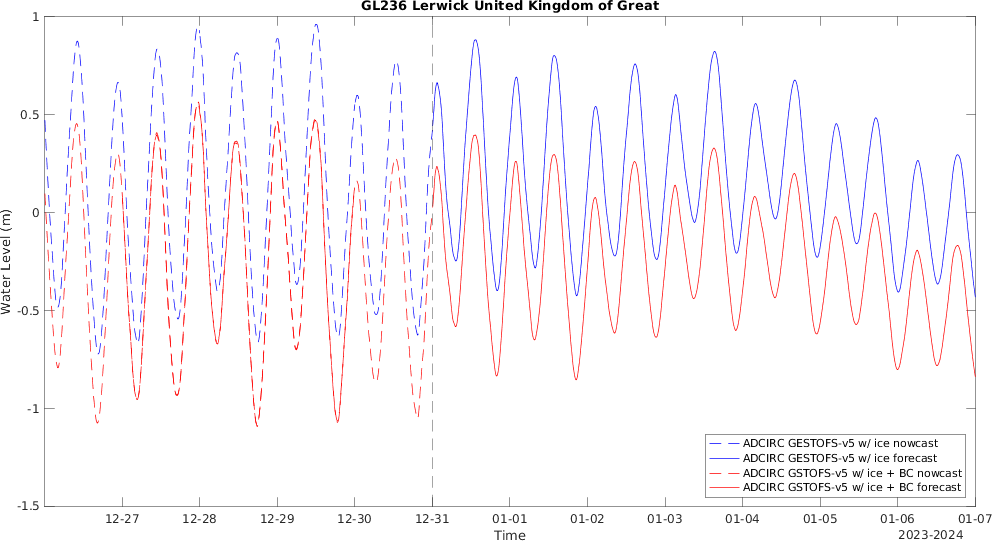 GL236 Lerwick United Kingdom of Great
1
0.5
0
-0.5
-1
-1.5
Water Level (m)
12-27 12-28 12-29 12-30 12-31 01-01 01-02 01-03 01-04 01-05 01-06 01-07
Time
2023-2024
ADCIRC GESTOFS-v5 w/ ice nowcast
ADCIRC GESTOFS-v5 w/ ice forecast
ADCIRC GSTOFS-v5 w/ ice + BC nowcast
ADCIRC GSTOFS-v5 w/ ice + BC forecast